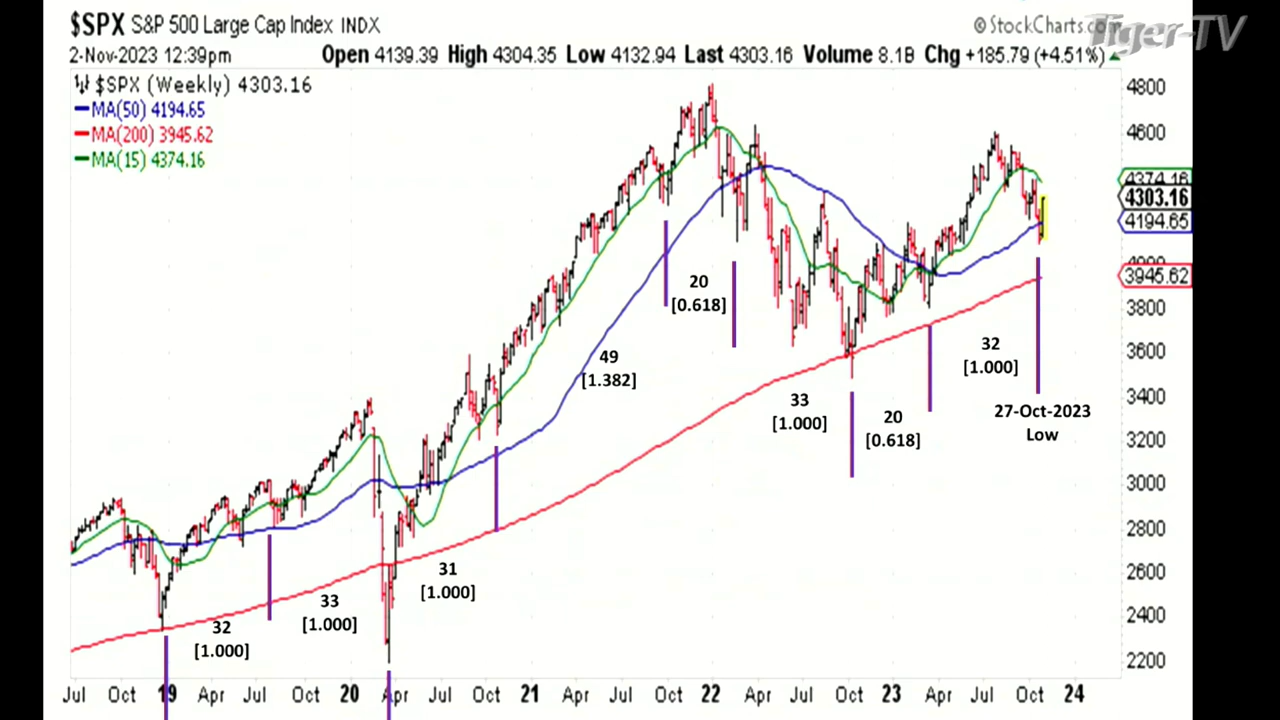 $SPX S&P 500 Large Cap Index INDX
© StockCharts.com
Tiger-TV
2-Nov-2023 12:39pm
Open 4139.39 High 4304.35 Low 4132.94 Last 4303.16 Volume 8.1B Chg +185.79 (+4.51%)
$SPX (Weekly) 4303.16
MA(50) 4194.65
MA(200) 3945.62
MA(15) 4374.16
4800
4600
4374.16
4303.16
4194.65
4000
3945.62
3800
3600
3400
3200
3000
2800
2600
2400
2200
20
[0.618]
49
[1.382]
32
[1.000]
33
[1.000]
20
[0.618]
27-Oct-2023
Low
31
[1.000]
33
[1.000]
32
[1.000]
Jul Oct 19 Apr Jul Oct 20 Apr Jul Oct 21 Apr Jul Oct 22 Apr Jul Oct 23 Apr Jul Oct 24